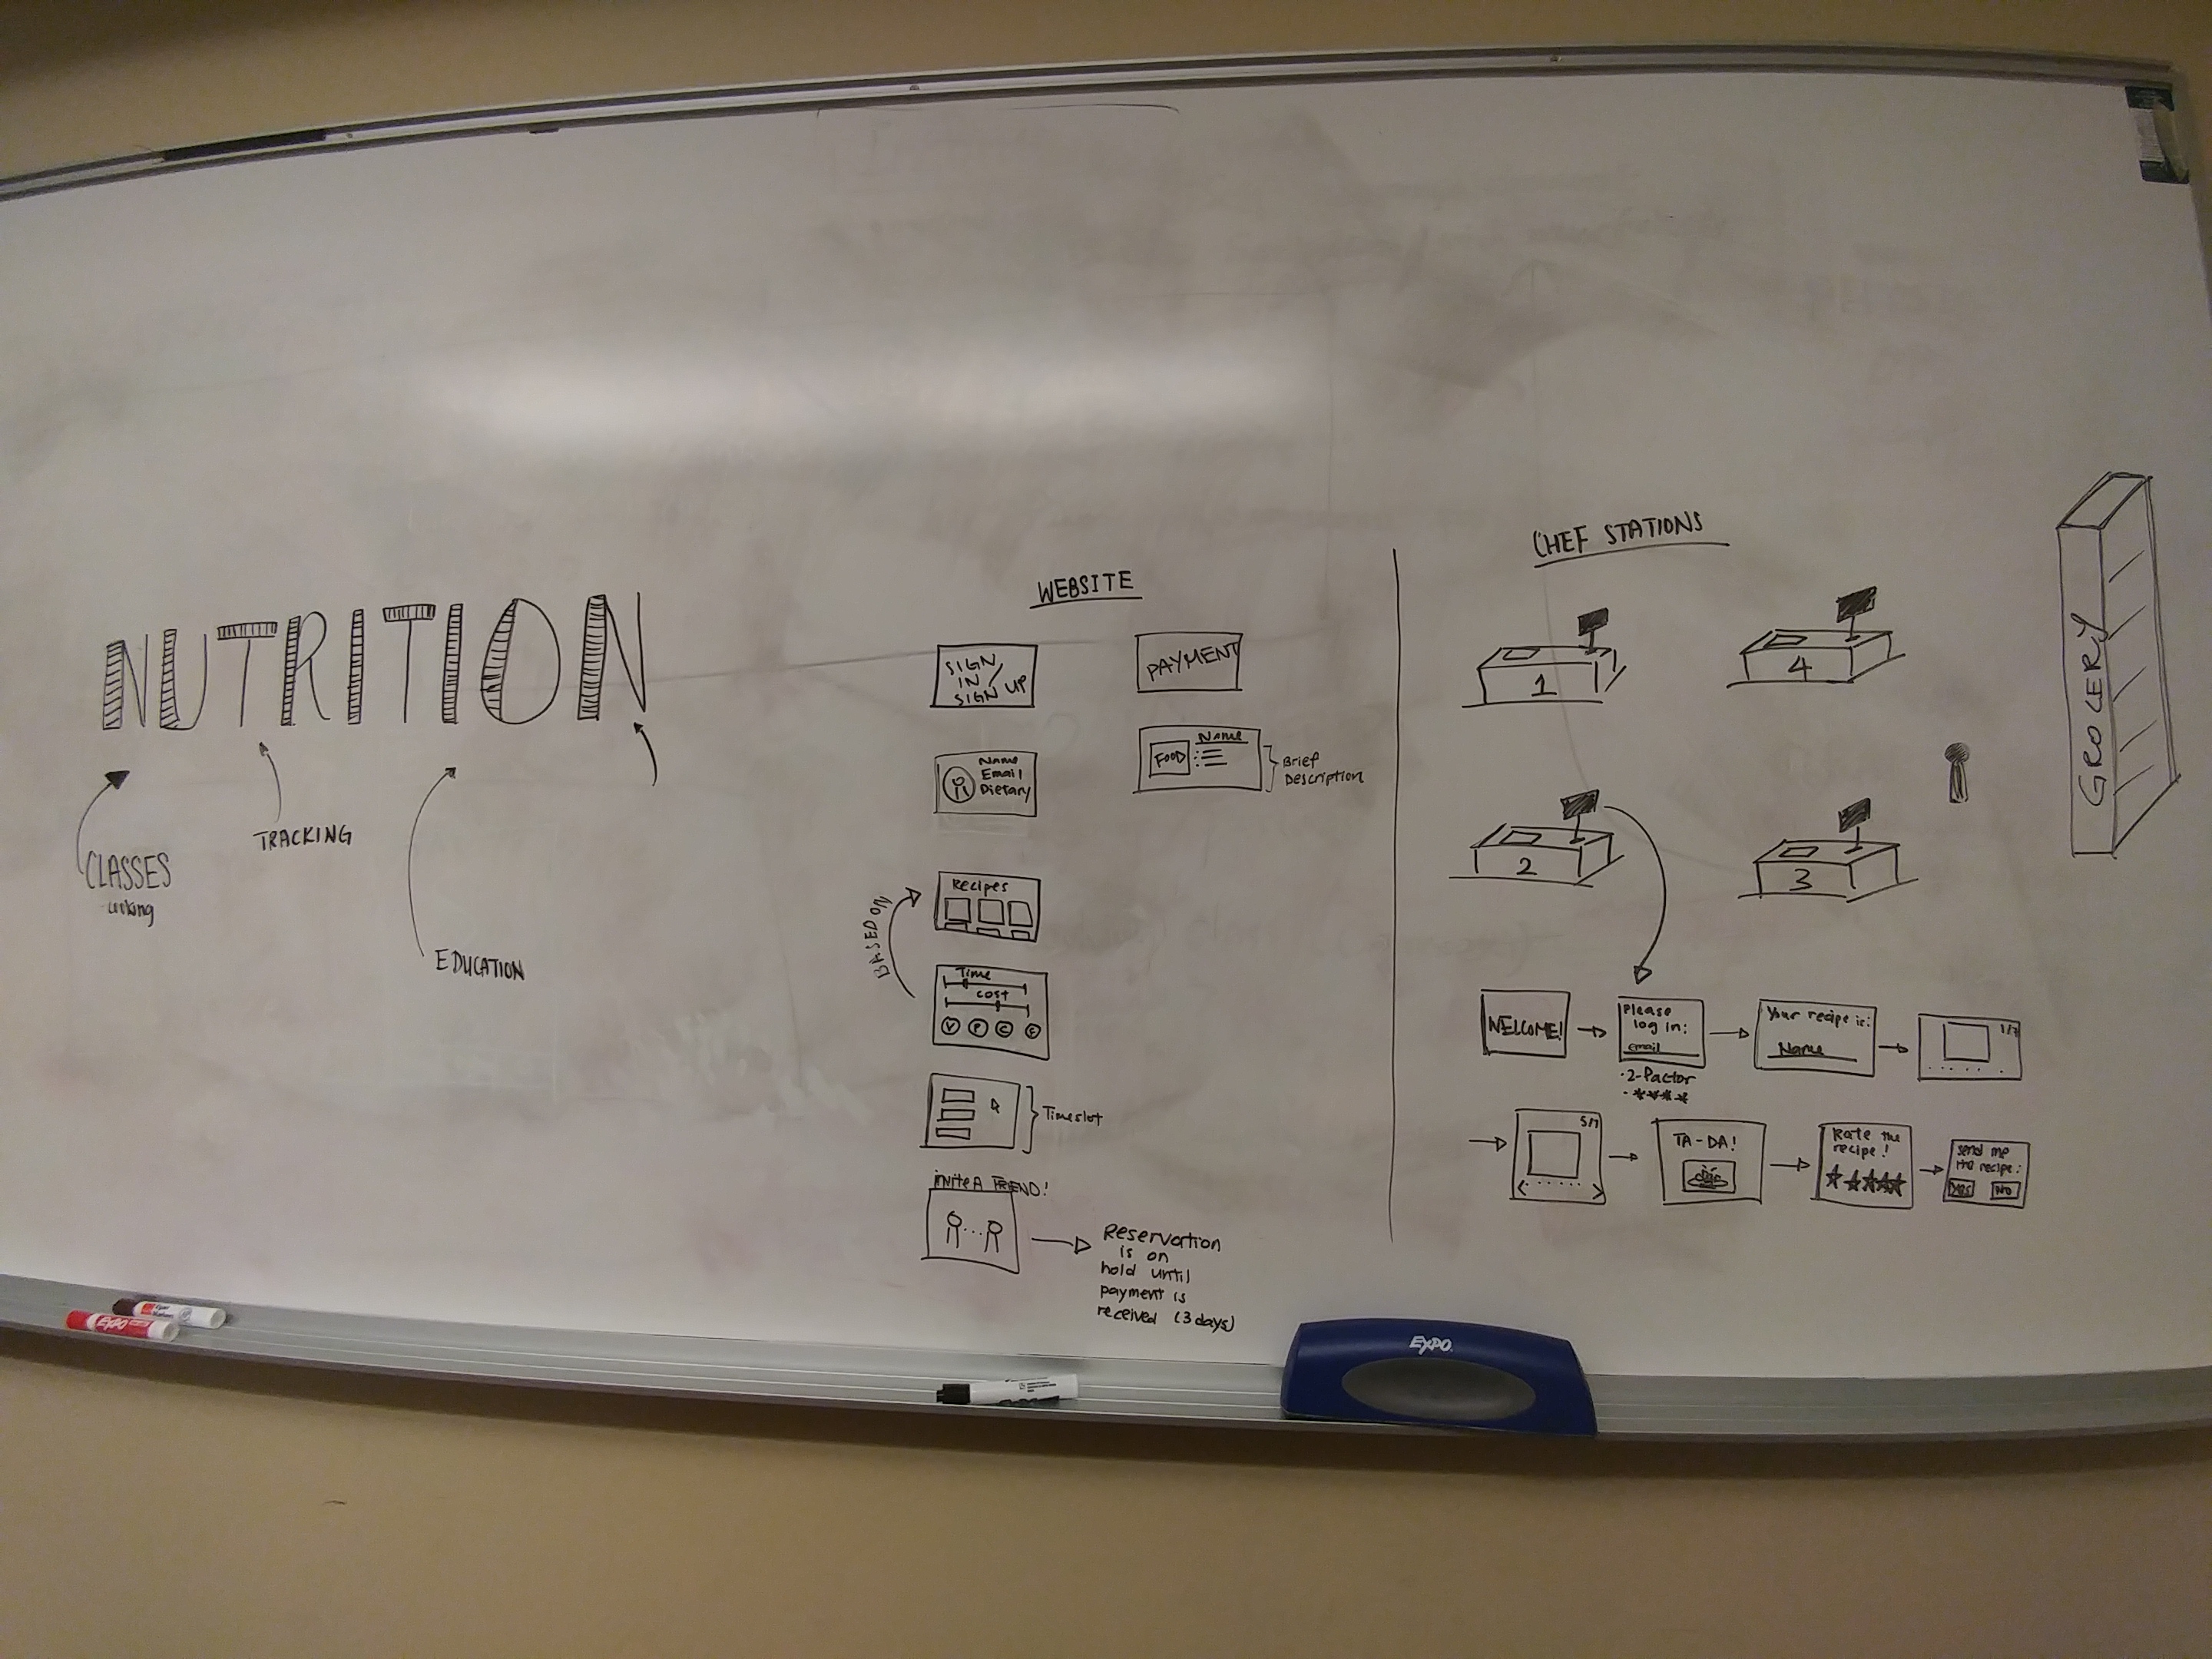 NUTRITION
CLASSES
cooking
TRACKING
EDUCATION
WEBSITE
SIGN
IN/
SIGN UP
Name
Email
Dietary
Recipes
BASED ON
Time
cost
V P C E
Timeslot
invite A FRIEND!
Reservation
is on
hold until
payment is
received (3 days)
PAYMENT
FOOD
Name
Brief
Description
CHEF STATIONS
1
4
2
3
GROCERY
WELCOME!
Please
log in:
email
·2-Factor
· ****
Your recipe is:
Name
1/7
5/7
TA-DA!
Rate the
recipe!
send me
the recipe:
Yes
NO
EXPO
EXPO